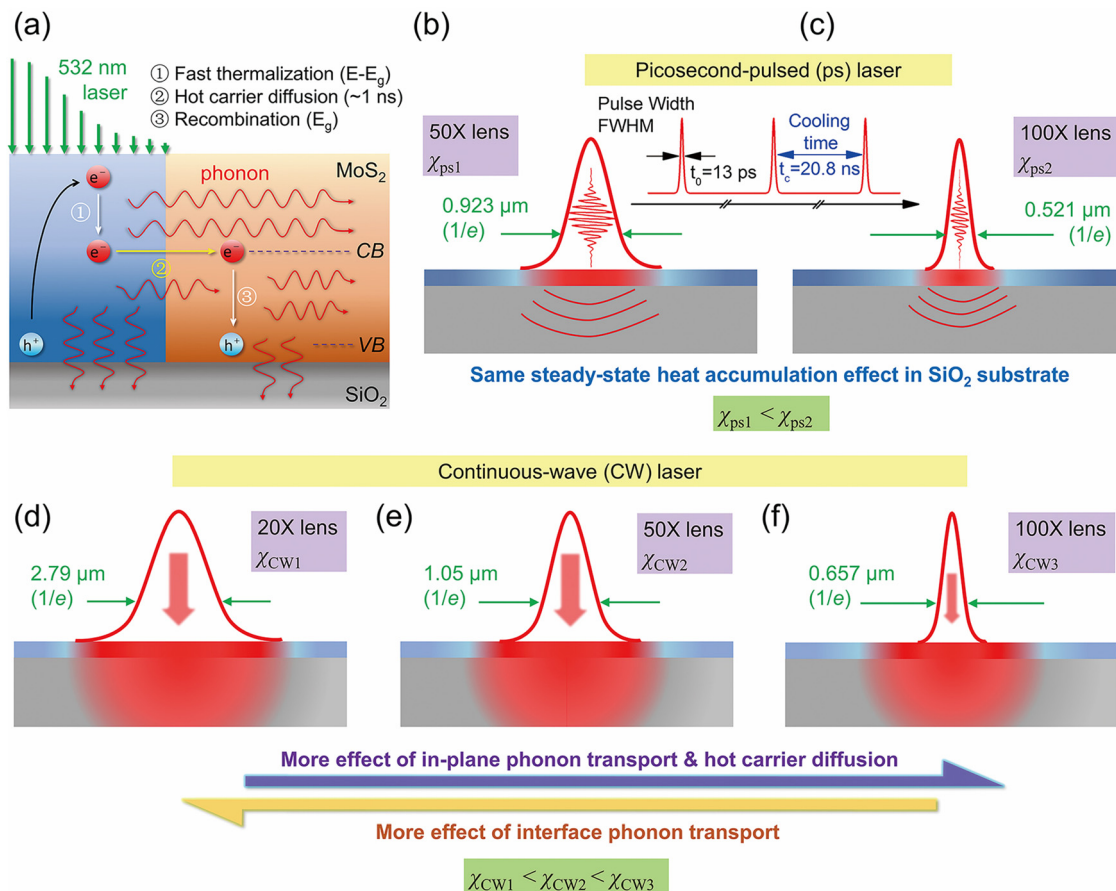 (a)
532 nm
laser
① Fast thermalization (E-E₉)
② Hot carrier diffusion (~1 ns)
③ Recombination (E₉)
phonon
MoS₂
e⁻
①
e⁻
②
e⁻
CB
③
h⁺
h⁺
VB
SiO₂
(b)
(c)
Picosecond-pulsed (ps) laser
50X lens
χps1
Pulse Width
FWHM
t₀=13 ps
Cooling
time
t_c=20.8 ns
100X lens
χps2
0.923 µm
(1/e)
0.521 µm
(1/e)
Same steady-state heat accumulation effect in SiO₂ substrate
χps1 < χps2
Continuous-wave (CW) laser
(d)
20X lens
χCW1
2.79 µm
(1/e)
(e)
50X lens
χCW2
1.05 µm
(1/e)
(f)
100X lens
χCW3
0.657 µm
(1/e)
More effect of in-plane phonon transport & hot carrier diffusion
More effect of interface phonon transport
χCW1 < χCW2 < χCW3